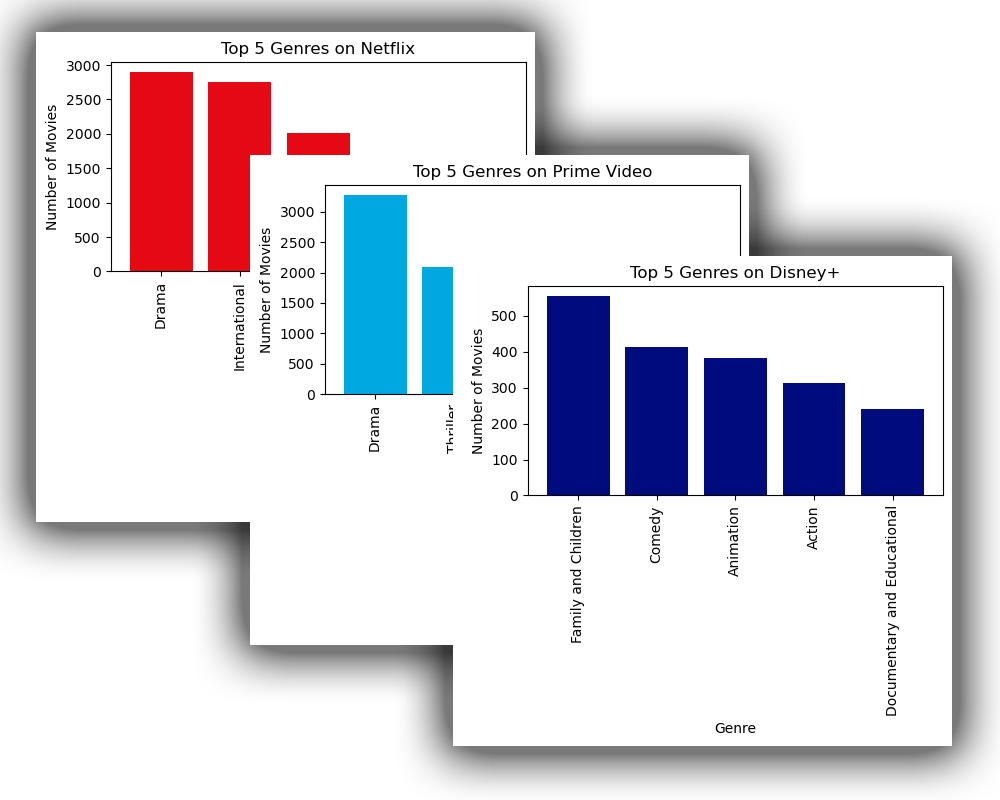 Top 5 Genres on Netflix
Number of Movies
3000
2500
2000
1500
1000
500
0
Drama
International
Top 5 Genres on Prime Video
Number of Movies
3000
2500
2000
1500
1000
500
0
Drama
Thriller
Top 5 Genres on Disney+
Number of Movies
500
400
300
200
100
0
Family and Children
Comedy
Animation
Action
Documentary and Educational
Genre